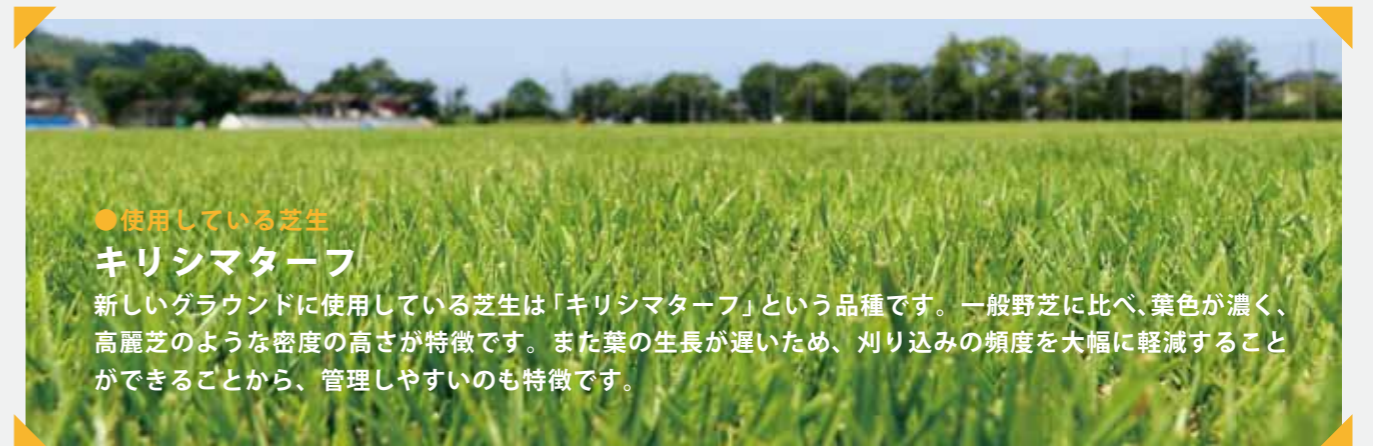 ●使用している芝生
キリシマターフ
新しいグラウンドに使用している芝生は「キリシマターフ」という品種です。一般野芝に比べ、葉色が濃く、
高麗芝のような密度の高さが特徴です。また葉の生長が遅いため、刈り込みの頻度を大幅に軽減すること
ができることから、管理しやすいのも特徴です。